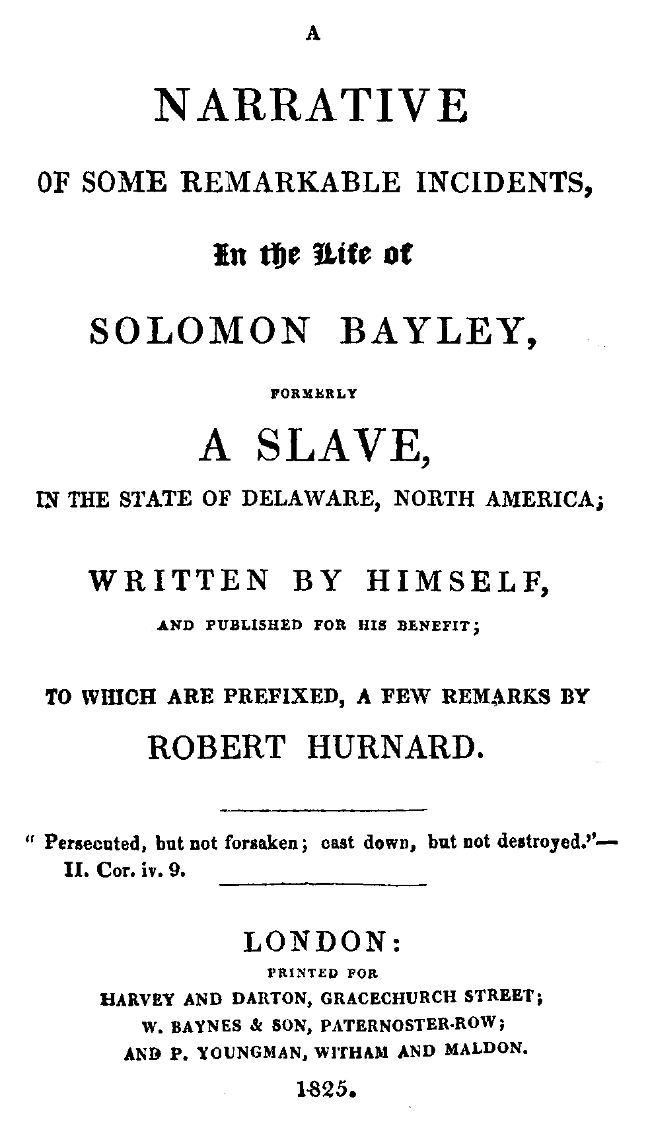 A
NARRATIVE
OF SOME REMARKABLE INCIDENTS,
In the Life of
SOLOMON BAYLEY,
FORMERLY
A SLAVE,
IN THE STATE OF DELAWARE, NORTH AMERICA;
WRITTEN BY HIMSELF,
AND PUBLISHED FOR HIS BENEFIT;
TO WHICH ARE PREFIXED, A FEW REMARKS BY
ROBERT HURNARD.
“ Persecuted, but not forsaken; cast down, but not destroyed.”—
II. Cor. iv. 9.
LONDON:
PRINTED FOR
HARVEY AND DARTON, GRACECHURCH STREET;
W. BAYNES & SON, PATERNOSTER-ROW;
AND P. YOUNGMAN, WITHAM AND MALDON.
1825.